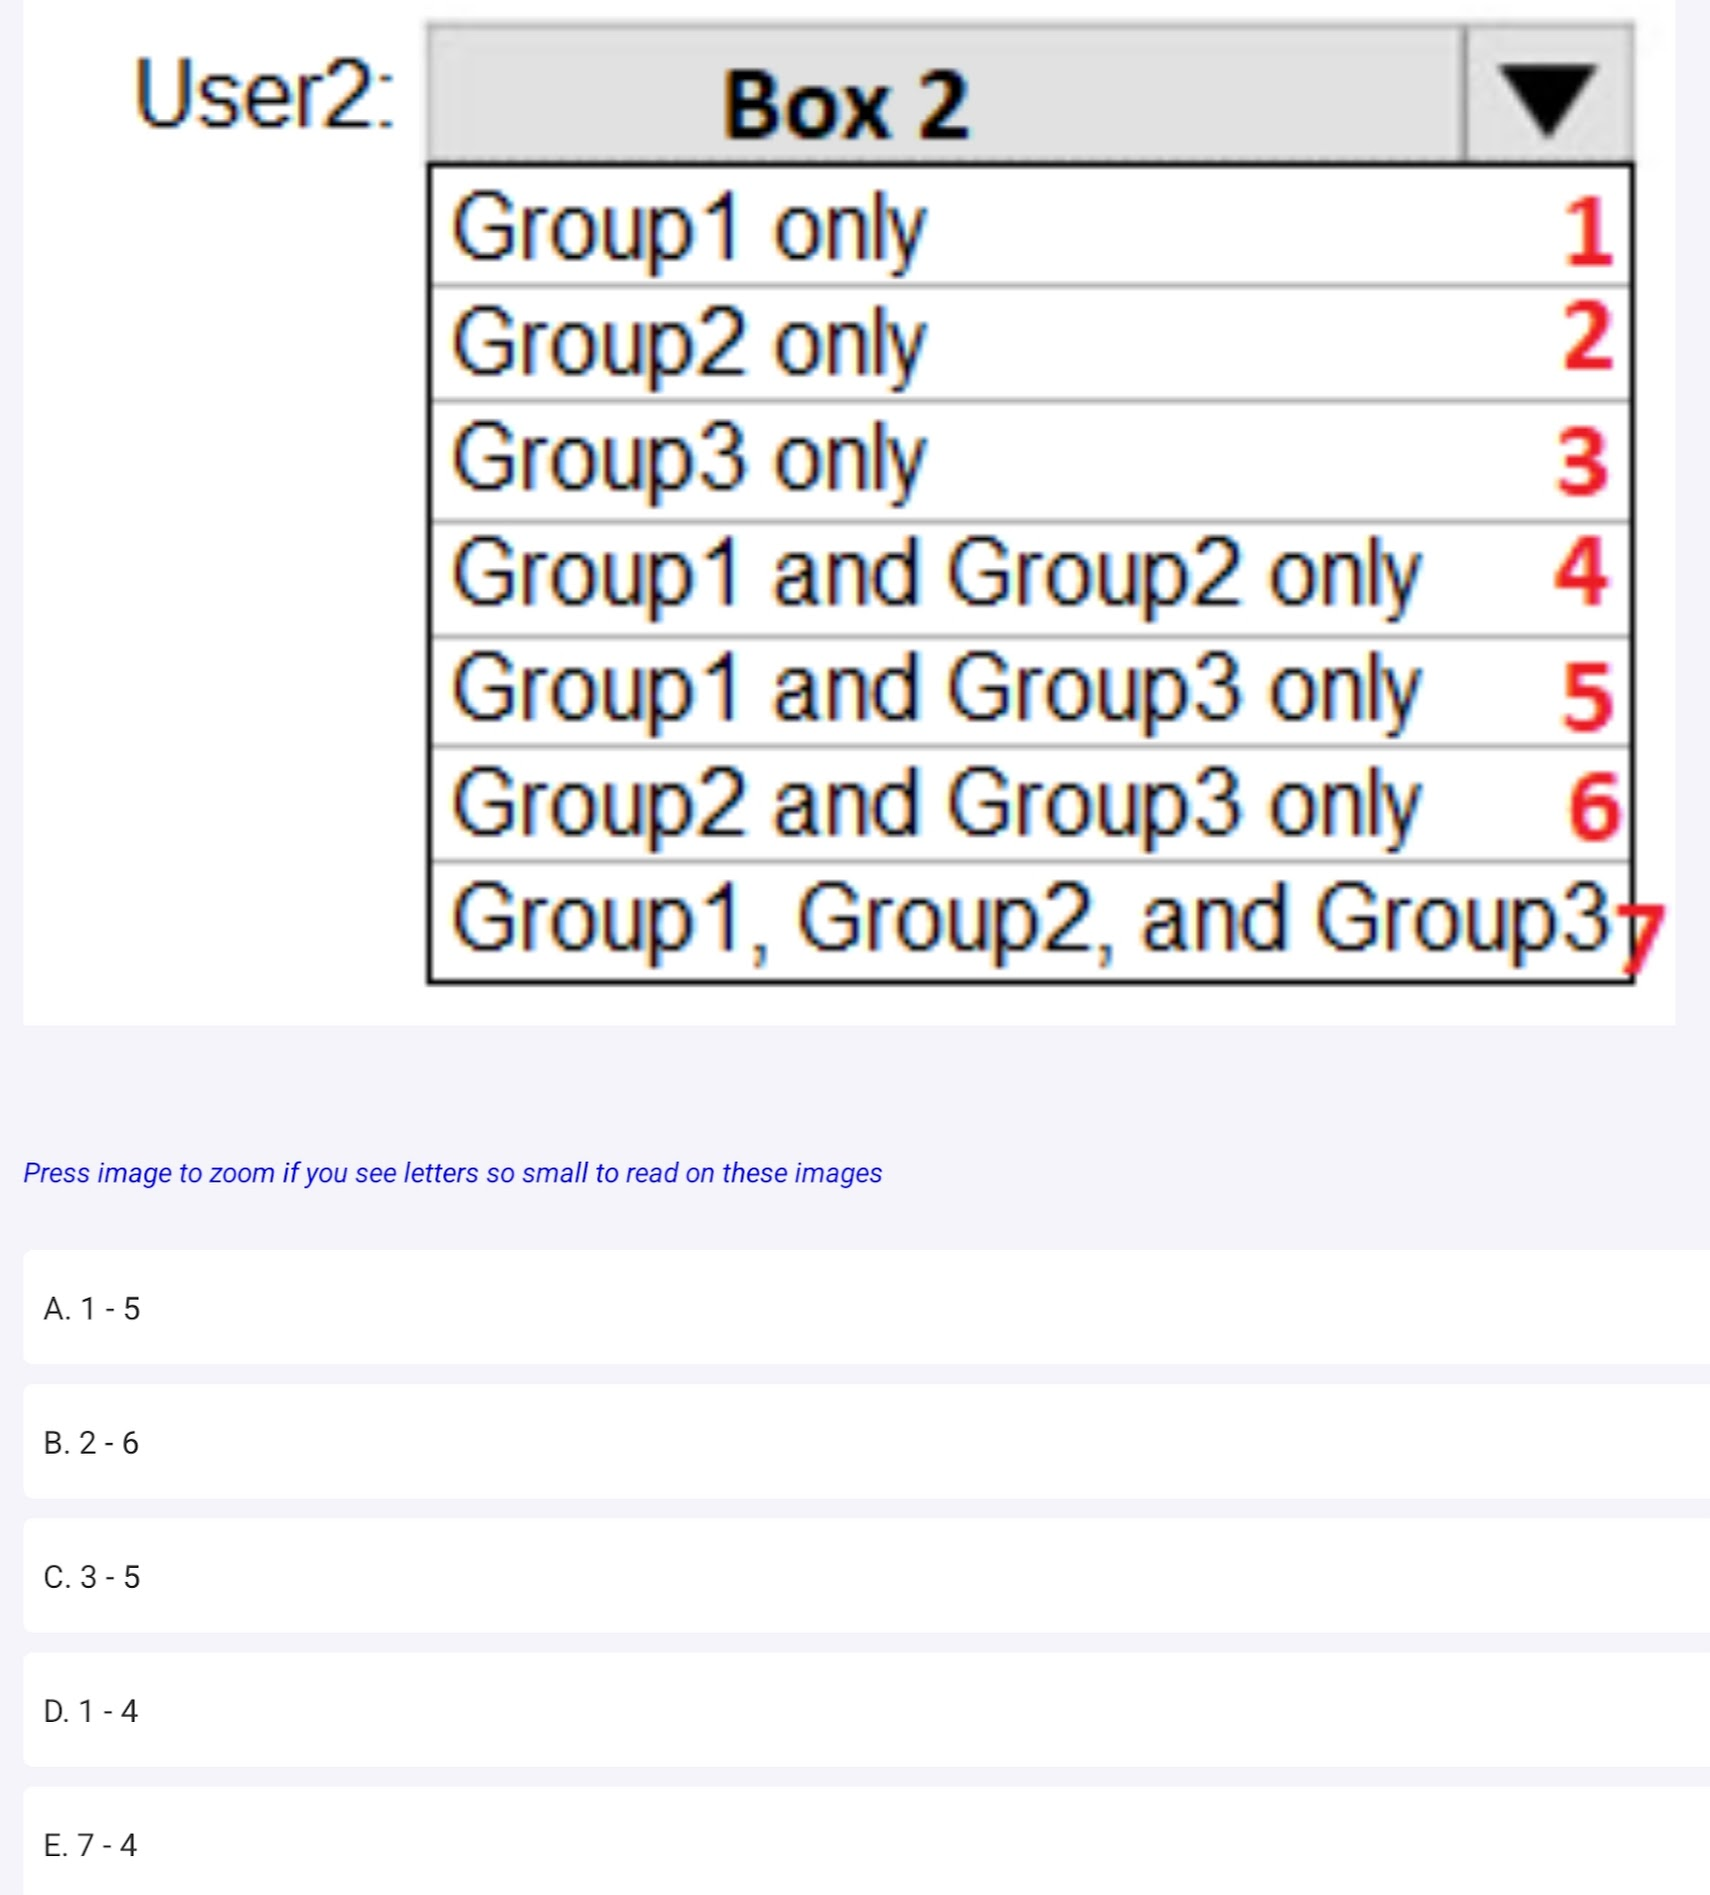 User2: Box 2
Group1 only 1
Group2 only 2
Group3 only 3
Group1 and Group2 only 4
Group1 and Group3 only 5
Group2 and Group3 only 6
Group1, Group2, and Group3 7
Press image to zoom if you see letters so small to read on these images
A. 1 - 5
B. 2 - 6
C. 3 - 5
D. 1 - 4
E. 7 - 4